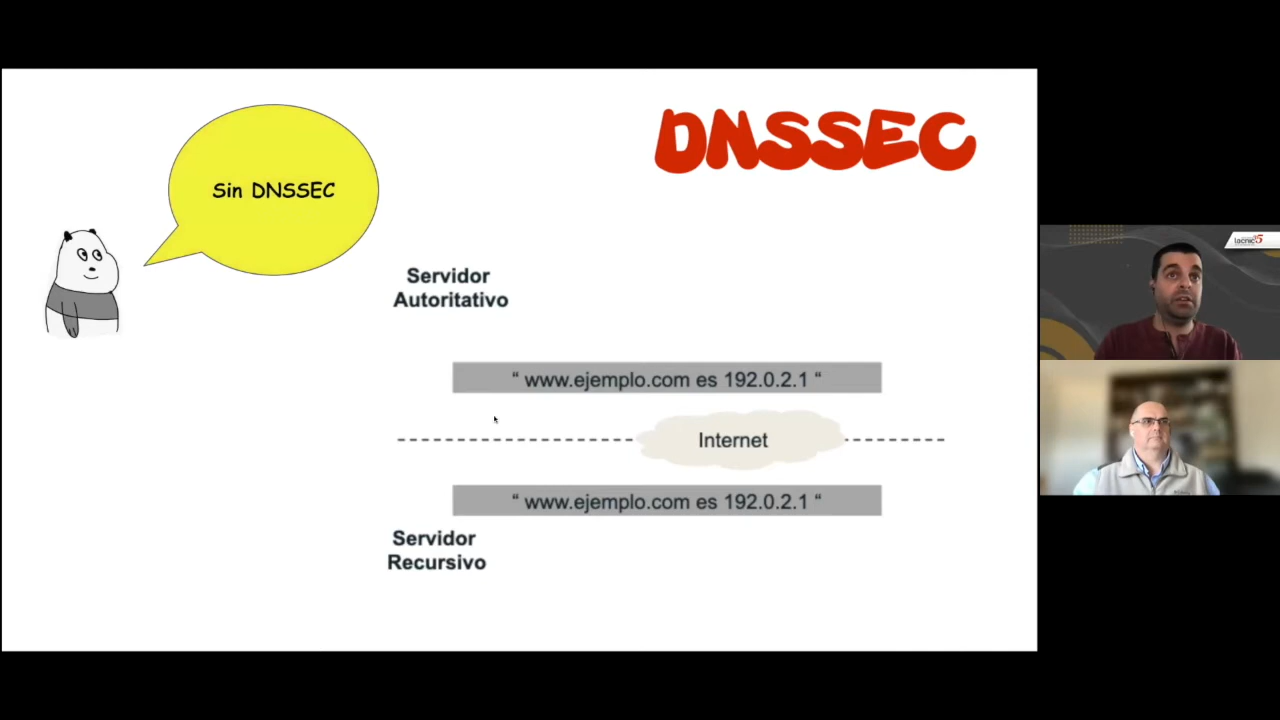 DNSSEC
Sin DNSSEC
Servidor
Autoritativo
“ www.ejemplo.com es 192.0.2.1 “
Internet
“ www.ejemplo.com es 192.0.2.1 “
Servidor
Recursivo
lacnic